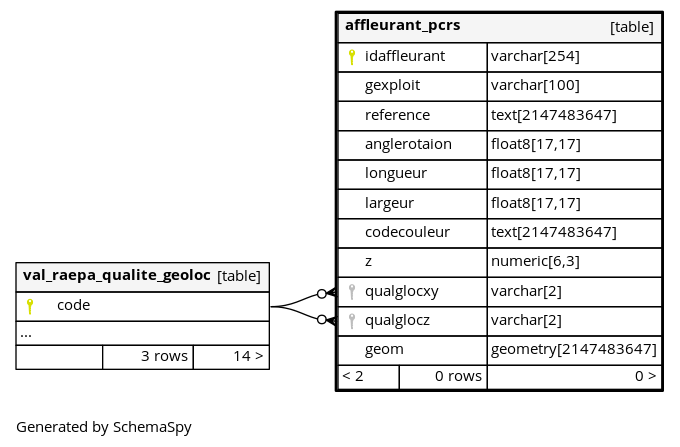 affleurant_pcrs [table]
idaffleurant varchar[254]
gexploit varchar[100]
reference text[2147483647]
anglerotaion float8[17,17]
longueur float8[17,17]
largeur float8[17,17]
codecouleur text[2147483647]
z numeric[6,3]
qualglocxy varchar[2]
qualglocz varchar[2]
geom geometry[2147483647]
< 2 0 rows 0 >
val_raepa_qualite_geoloc [table]
code
...
3 rows 14 >
Generated by SchemaSpy